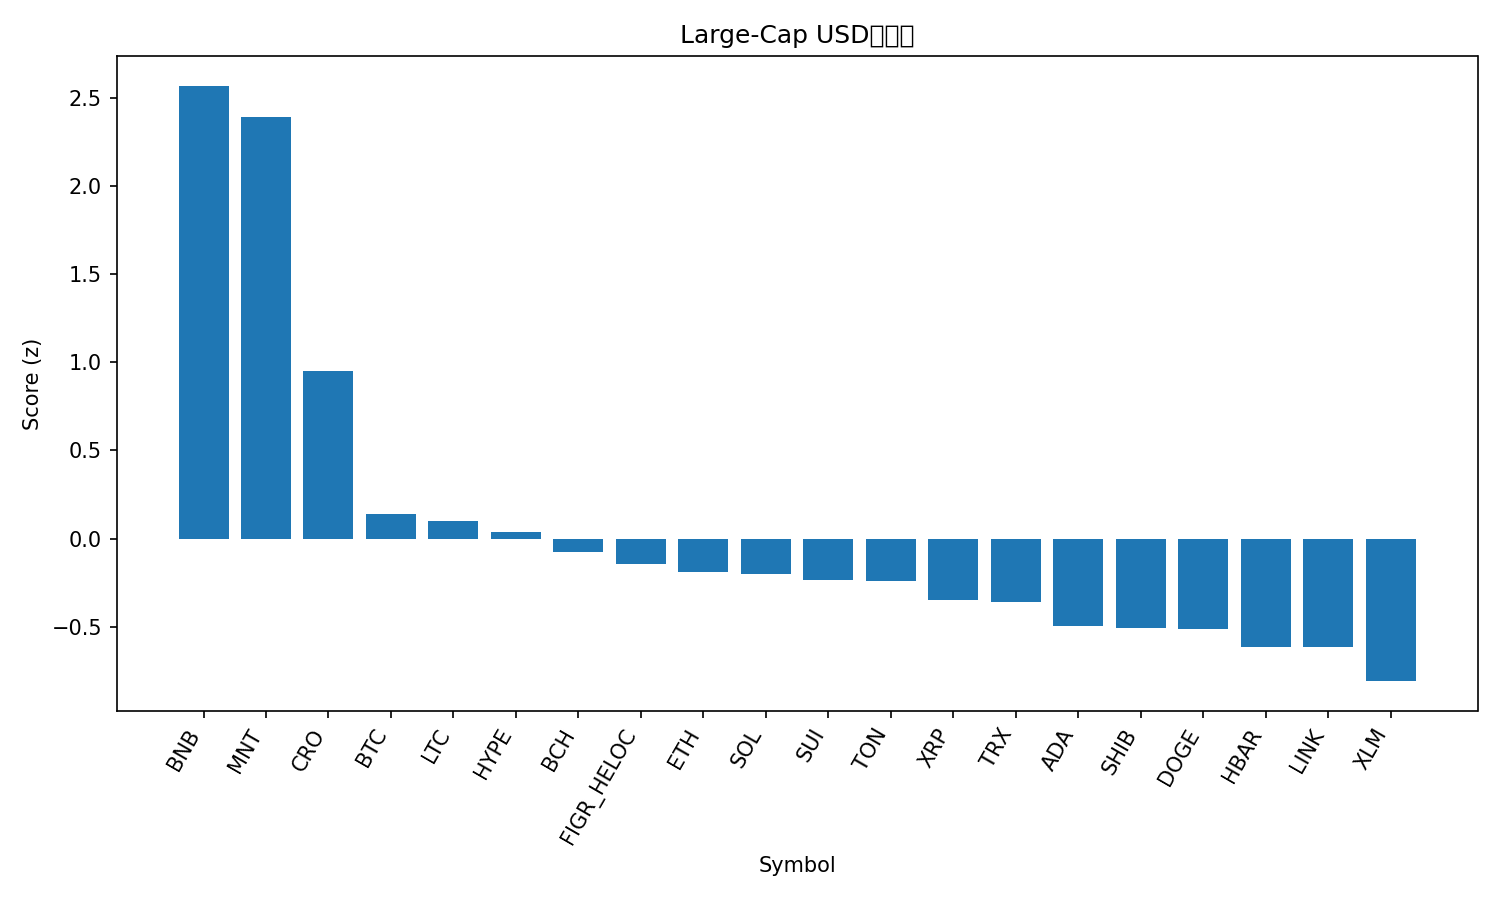 Large-Cap USD
Score (z)
2.5
2.0
1.5
1.0
0.5
0.0
−0.5
BNB
MNT
CRO
BTC
LTC
HYPE
BCH
FIGR_HELOC
ETH
SOL
SUI
TON
XRP
TRX
ADA
SHIB
DOGE
HBAR
LINK
XLM
Symbol